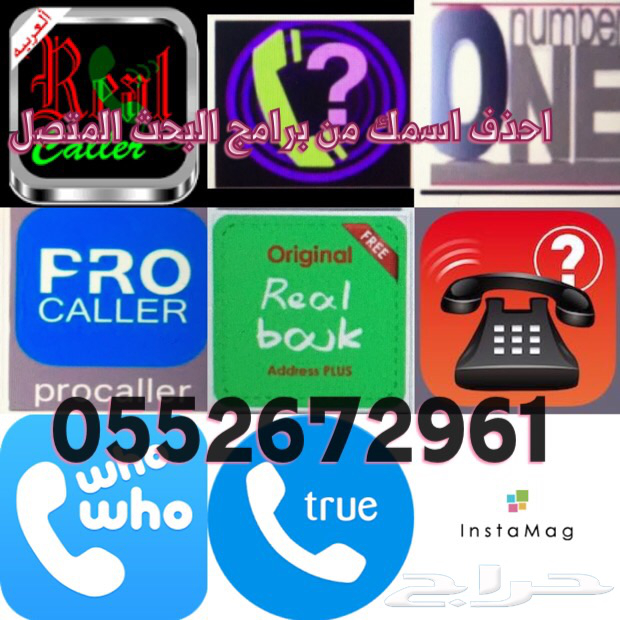 العربيه
Real
Caller
?
number
ONE
احذف اسمك من برامج البحث المتصل
PRO
CALLER
procaller
Original
FREE
Real
book
Address PLUS
?
0552672961
who
who
true
InstaMag
حراج